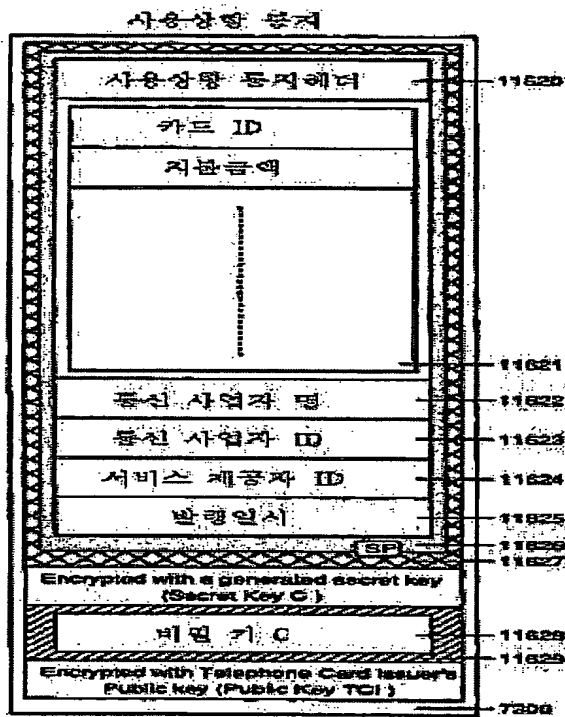 사용상황 통지
사용상황 통지헤더
11620
카드 ID
지불금액
11621
통신 사업자 명
11622
통신 사업자 ID
11623
서비스 제공자 ID
11624
발행일시
11625
SP
11626
11627
Encrypted with a generated secret key
(Secret Key C)
비밀 키 C
11628
11629
Encrypted with Telephone Card Issuer's
Public key (Public Key TCI)
7300